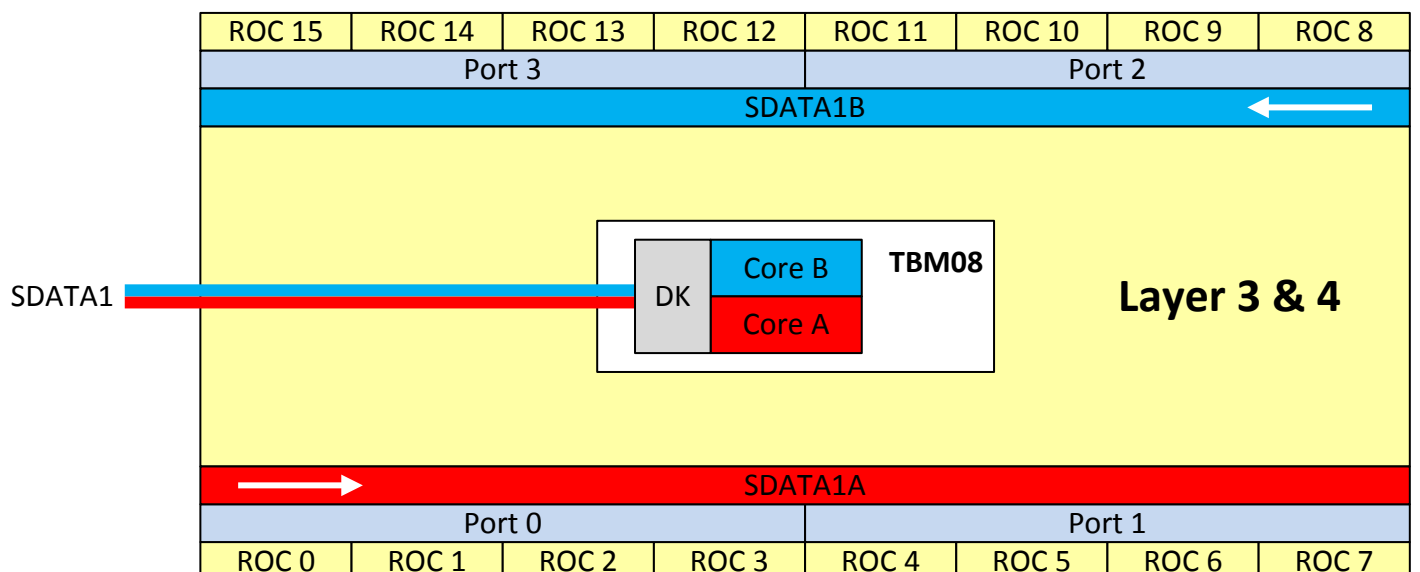 ROC 15 ROC 14 ROC 13 ROC 12 ROC 11 ROC 10 ROC 9 ROC 8
Port 3 Port 2
SDATA1B
Core B TBM08
SDATA1 DK Layer 3 & 4
Core A
SDATA1A
Port 0 Port 1
ROC 0 ROC 1 ROC 2 ROC 3 ROC 4 ROC 5 ROC 6 ROC 7